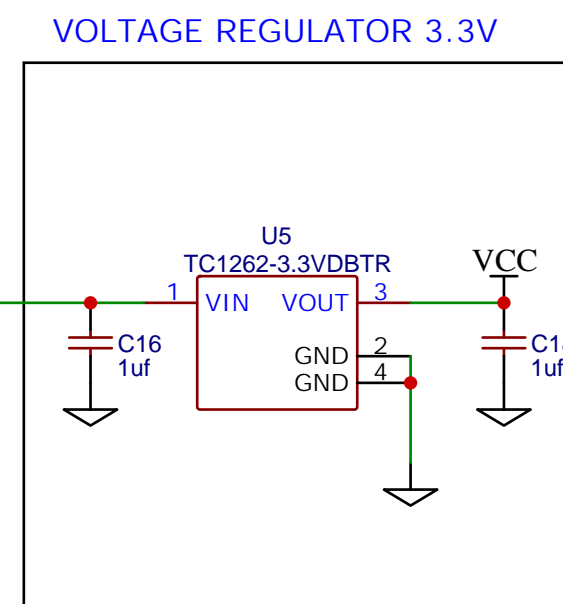 VOLTAGE REGULATOR 3.3V
U5
TC1262-3.3VDBTR
VCC
1 VIN VOUT 3
C16
1uf
GND 2
GND 4
1uf